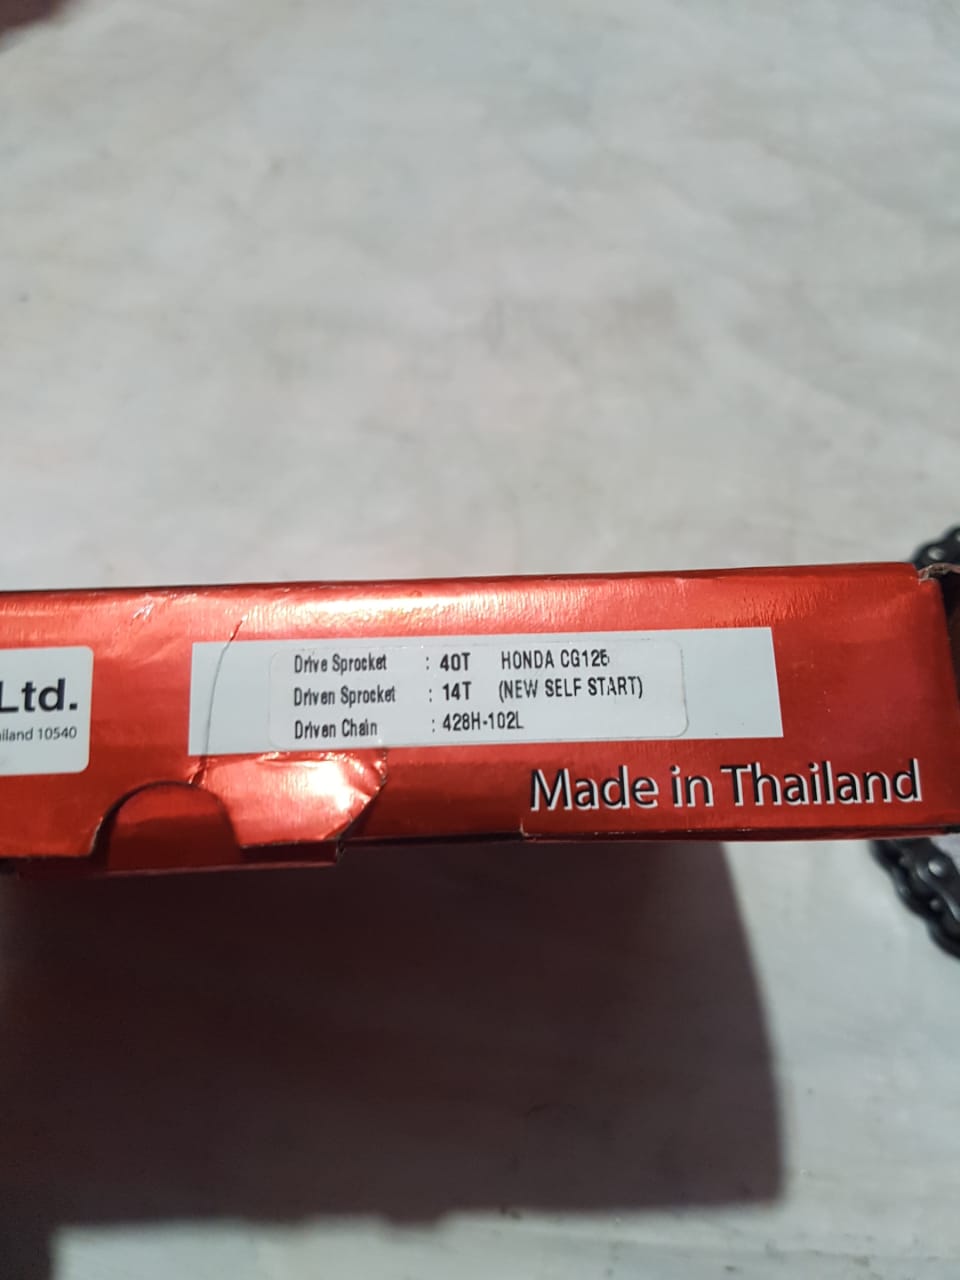 Ltd.
iland 10540
Drive Sprocket : 40T HONDA CG125
Driven Sprocket : 14T (NEW SELF START)
Driven Chain : 428H-102L
Made in Thailand